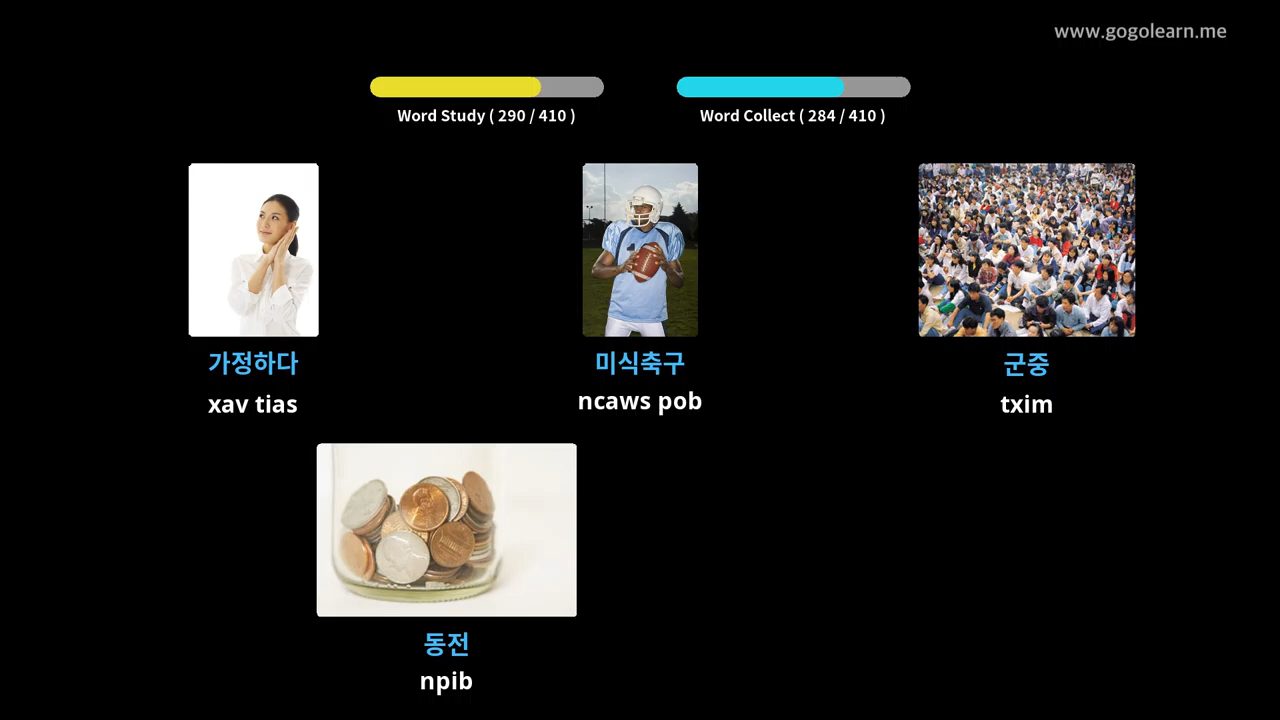 www.gogolearn.me
Word Study ( 290 / 410 )
Word Collect ( 284 / 410 )
가정하다
xav tias
미식축구
ncaws pob
군중
txim
동전
npib